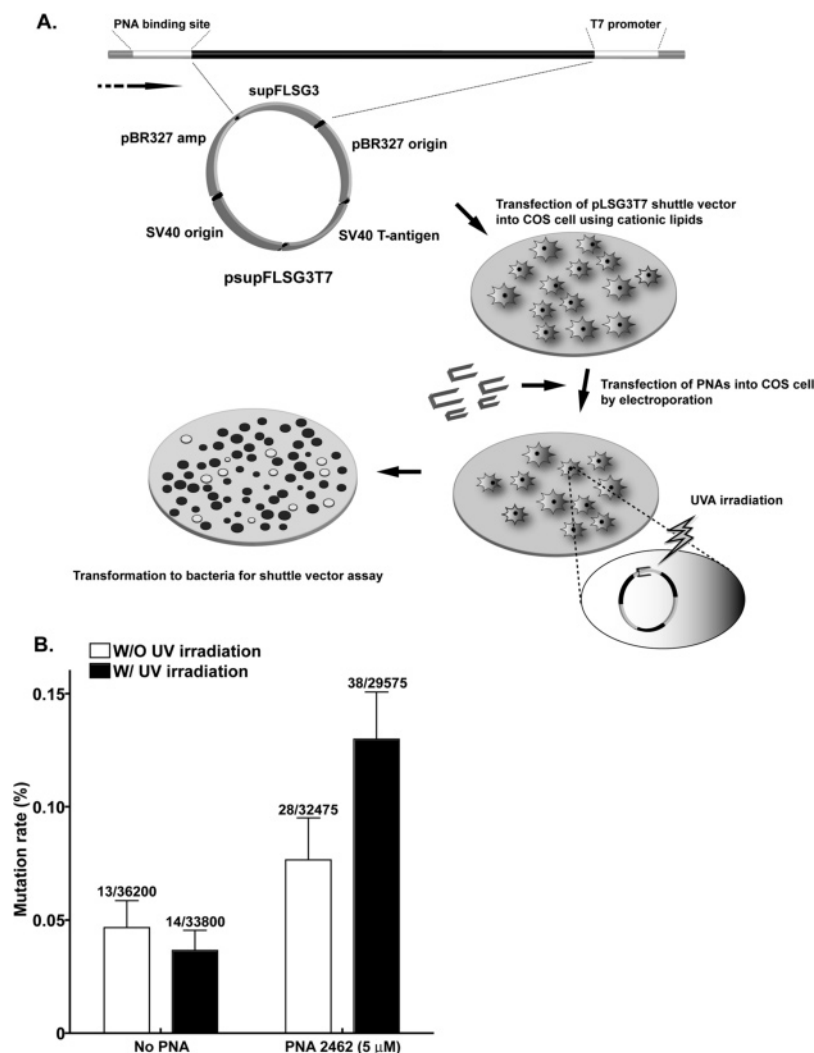 A.
PNA binding site
T7 promoter
supFLSG3
pBR327 amp
pBR327 origin
SV40 origin
SV40 T-antigen
psupFLSG3T7
Transfection of pLSG3T7 shuttle vector
into COS cell using cationic lipids
Transfection of PNAs into COS cell
by electroporation
UVA irradiation
Transformation to bacteria for shuttle vector assay
B.
W/O UV irradiation
W/ UV irradiation
Mutation rate (%)
0.15
0.10
0.05
0
13/36200
14/33800
28/32475
38/29575
No PNA
PNA 2462 (5 μM)